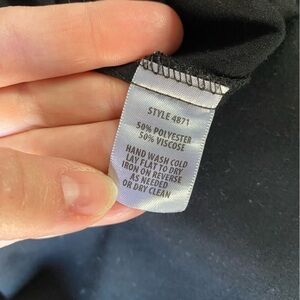 STYLE 4871
50% POLYESTER
50% VISCOSE
HAND WASH COLD
LAY FLAT TO DRY
IRON ON REVERSE
AS NEEDED
OR DRY CLEAN